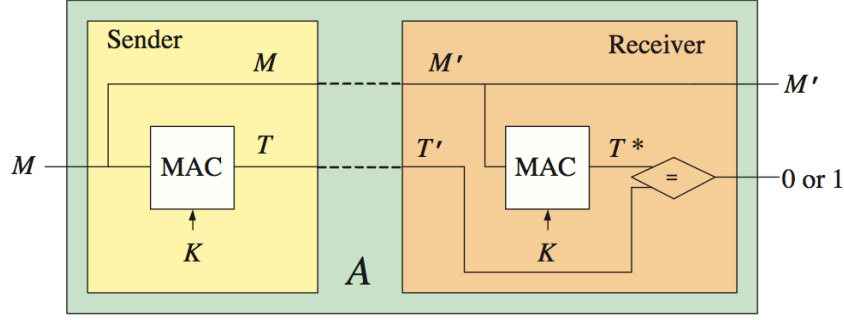 Sender
Receiver
M M′ M′
M MAC T T′ MAC T* = 0 or 1
K K
A